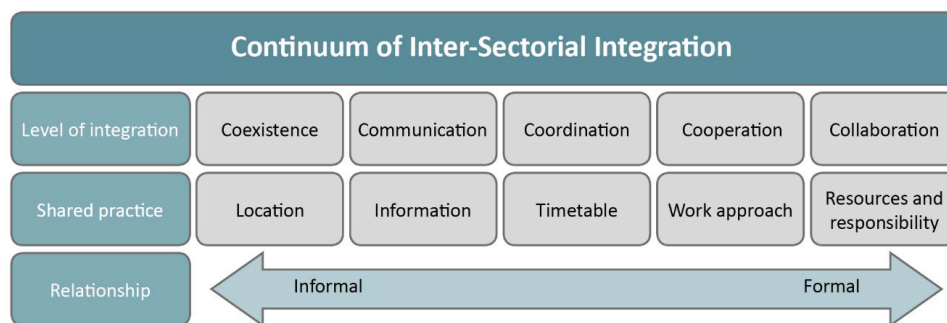 Continuum of Inter-Sectorial Integration
Level of integration
Coexistence
Communication
Coordination
Cooperation
Collaboration
Shared practice
Location
Information
Timetable
Work approach
Resources and
responsibility
Relationship
Informal
Formal